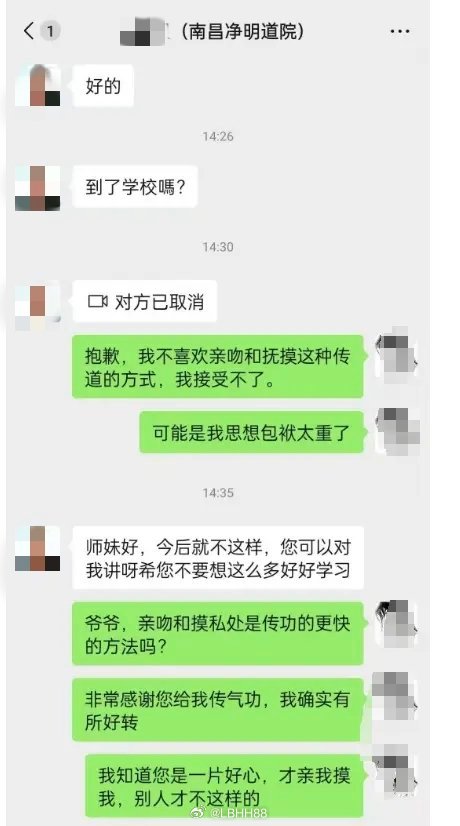 1
（南昌净明道院）
好的
14:26
到了学校嗎？
14:30
对方已取消
抱歉，我不喜欢亲吻和抚摸这种传
道的方式，我接受不了。
可能是我思想包袱太重了
14:35
师妹好，今后就不这样，您可以对
我讲呀希您不要想这么多好好学习
爷爷，亲吻和摸私处是传功的更快
的方法吗？
非常感谢您给我传气功，我确实有
所好转
我知道您是一片好心，才亲我摸
我，别人才不这样的
@LBHH88